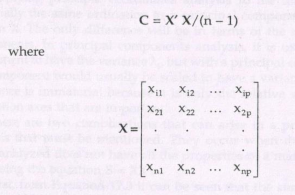 C = X' X/(n − 1)
where
X = [ x_i1 x_i2 ... x_ip
x_21 x_22 ... x_2p
. . .
. . .
. . .
x_n1 x_n2 ... x_np ]